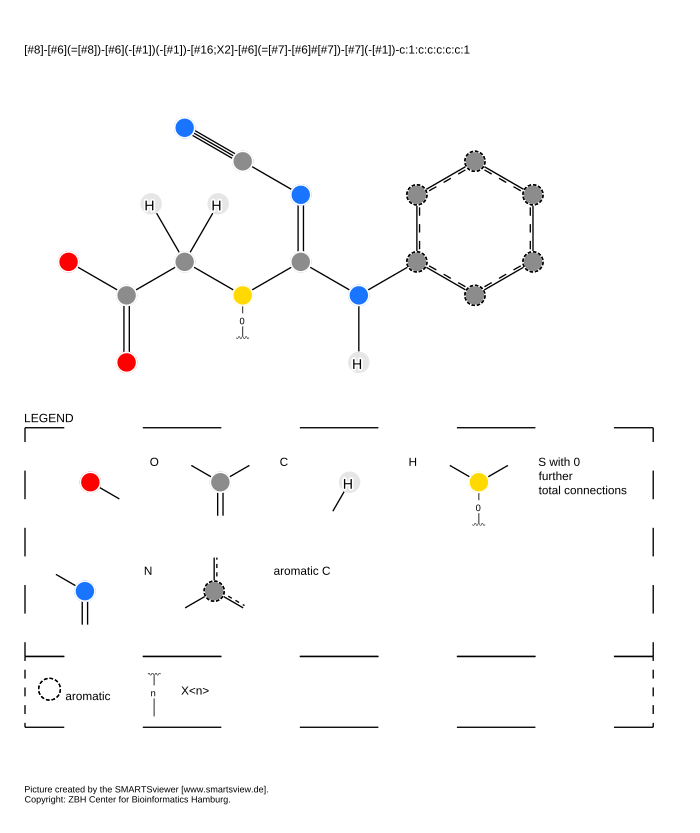 [#8]-[#6](=[#8])-[#6](-[#1])(-[#1])-[#16;X2]-[#6](=[#7]-[#6]#[#7])-[#7](-[#1])-c:1:c:c:c:c:c:1
H H
0
H
LEGEND
O C H S with 0
further
total connections
H
0
N aromatic C
aromatic n X<n>
Picture created by the SMARTSviewer [www.smartsview.de].
Copyright: ZBH Center for Bioinformatics Hamburg.